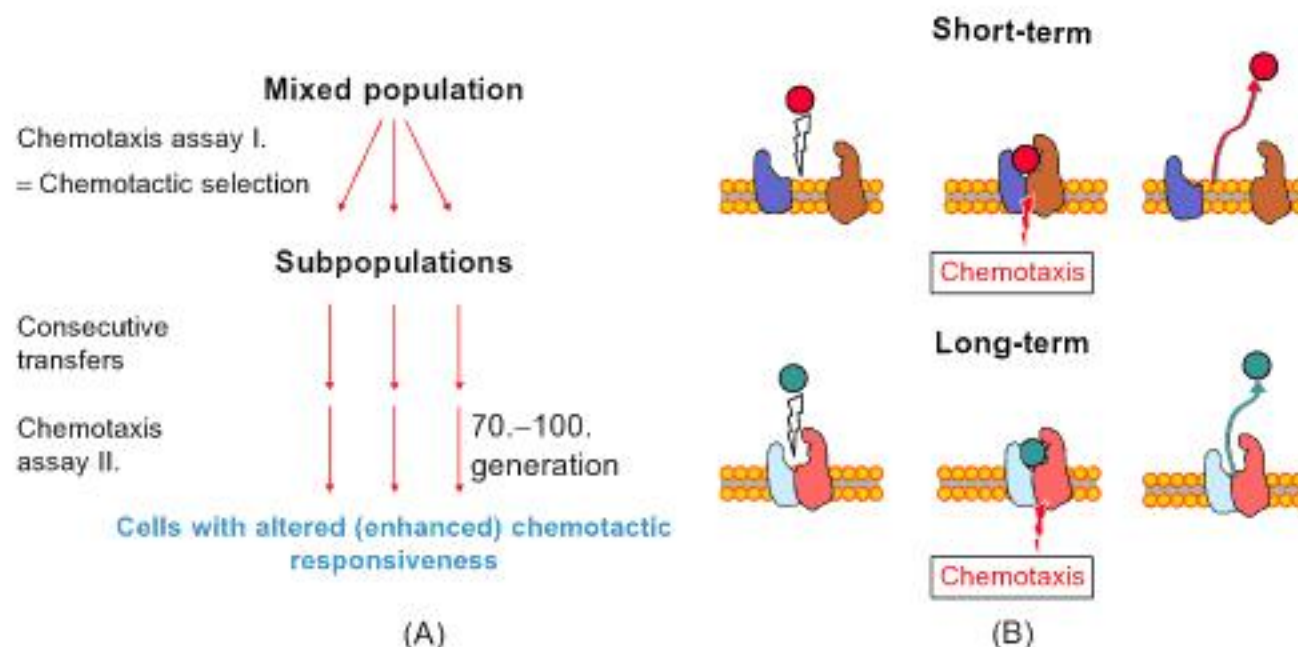 Mixed population
Chemotaxis assay I.
= Chemotactic selection
Subpopulations
Consecutive
transfers
Chemotaxis
assay II.
70.–100.
generation
Cells with altered (enhanced) chemotactic
responsiveness
(A)
Short-term
Chemotaxis
Long-term
Chemotaxis
(B)